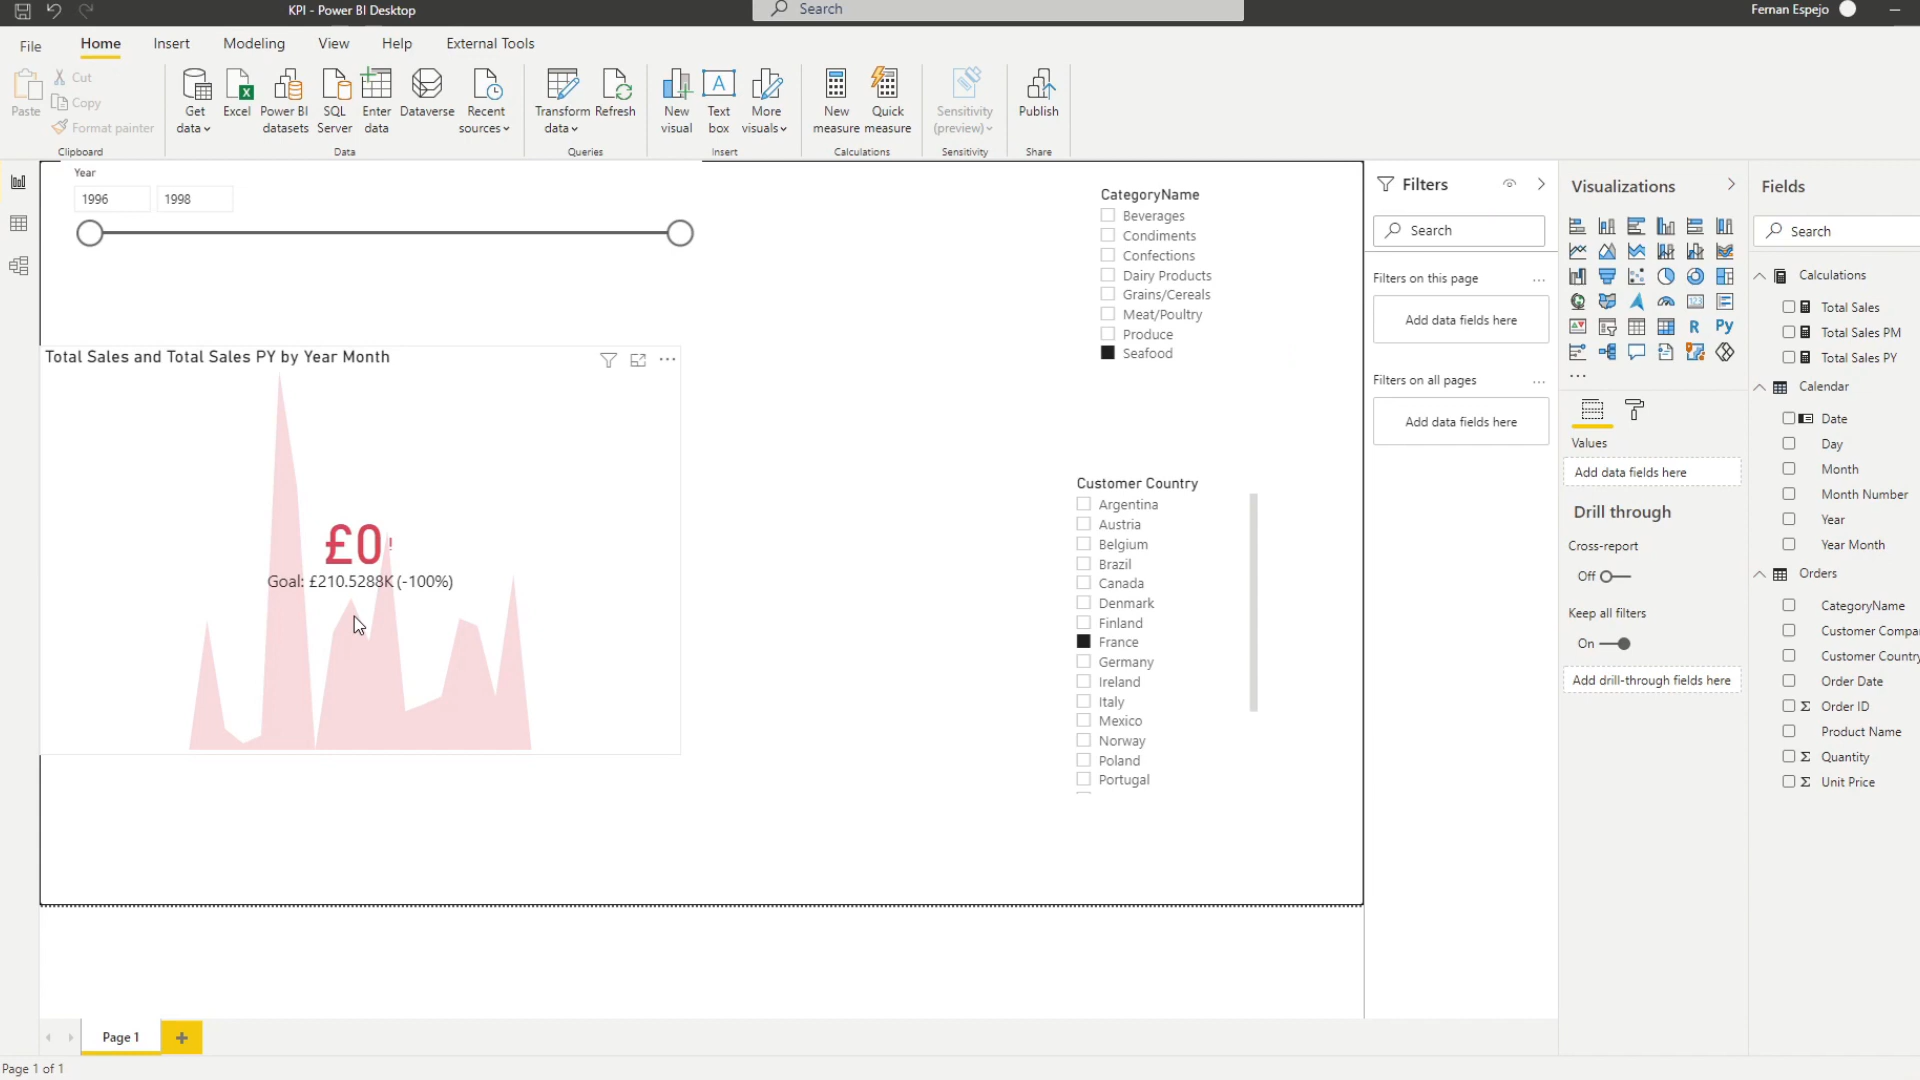 KPI - Power BI Desktop
Search
Fernan Espejo
File
Home
Insert
Modeling
View
Help
External Tools
Paste
Cut
Copy
Format painter
Clipboard
Get data
Excel
Power BI datasets
SQL Server
Enter data
Dataverse
Recent sources
Data
Transform data
Refresh
Queries
New visual
A
Text box
More visuals
Insert
New measure
Quick measure
Calculations
Sensitivity (preview)
Sensitivity
Publish
Share
Year
1996
1998
Total Sales and Total Sales PY by Year Month
£0!
Goal: £210.5288K (-100%)
CategoryName
Beverages
Condiments
Confections
Dairy Products
Grains/Cereals
Meat/Poultry
Produce
Seafood
Customer Country
Argentina
Austria
Belgium
Brazil
Canada
Denmark
Finland
France
Germany
Ireland
Italy
Mexico
Norway
Poland
Portugal
Filters
Search
Filters on this page
...
Add data fields here
Filters on all pages
...
Add data fields here
Visualizations
123
R
Py
...
Values
Add data fields here
Drill through
Cross-report
Off
Keep all filters
On
Add drill-through fields here
Fields
Search
Calculations
Total Sales
Total Sales PM
Total Sales PY
Calendar
Date
Day
Month
Month Number
Year
Year Month
Orders
CategoryName
Customer Compa
Customer Country
Order Date
Σ Order ID
Product Name
Σ Quantity
Σ Unit Price
Page 1
+
Page 1 of 1